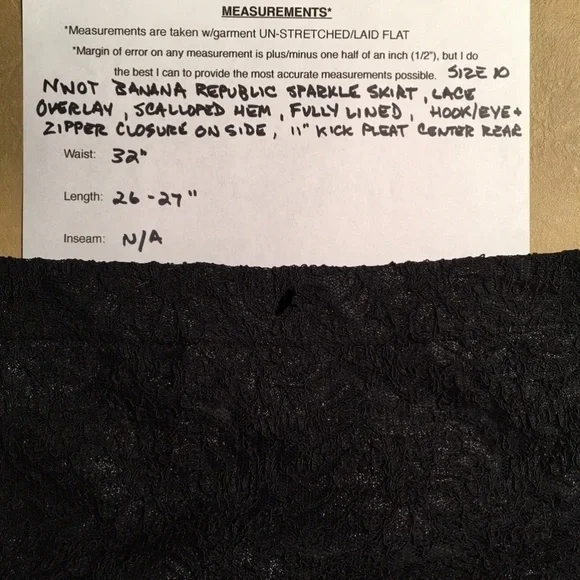 MEASUREMENTS*
*Measurements are taken w/garment UN-STRETCHED/LAID FLAT
*Margin of error on any measurement is plus/minus one half of an inch (1/2"), but I do
the best I can to provide the most accurate measurements possible. SIZE 10
NWOT BANANA REPUBLIC SPARKLE SKIRT, LACE
OVERLAY, SCALLOPED HEM, FULLY LINED, HOOK/EYE+
ZIPPER CLOSURE ON SIDE, 11" KICK PLEAT CENTER REAR
Waist: 32"
Length: 26-27"
Inseam: N/A